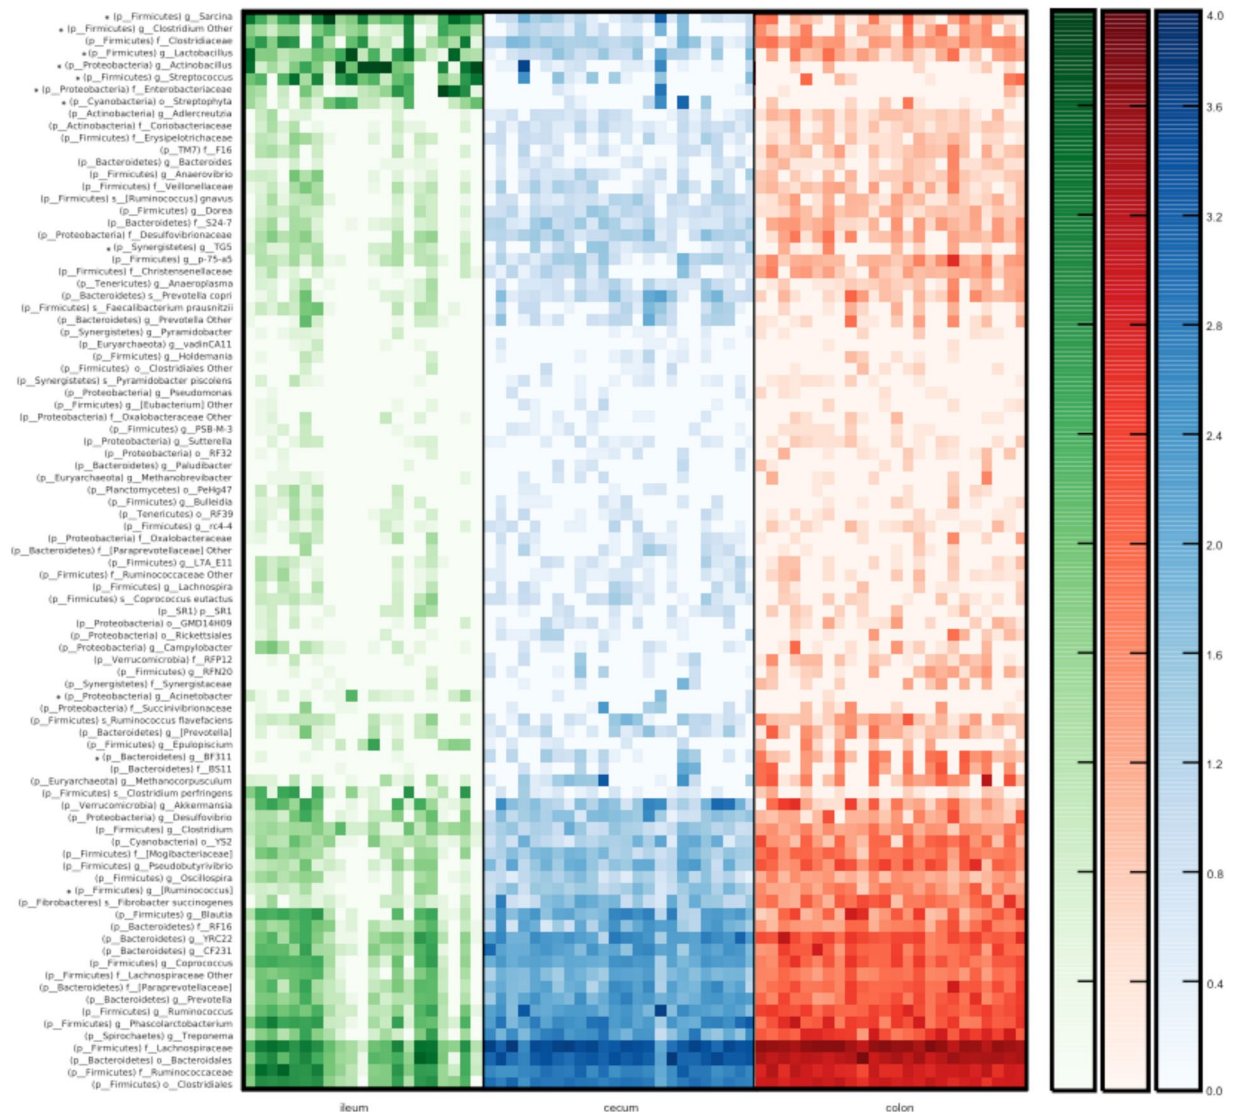 * (p__Firmicutes) g__Sarcina
* (p__Firmicutes) g__Clostridium Other
(p__Firmicutes) f__Clostridiaceae
* (p__Firmicutes) g__Lactobacillus
* (p__Proteobacteria) g__Actinobacillus
* (p__Firmicutes) g__Streptococcus
* (p__Proteobacteria) f__Enterobacteriaceae
* (p__Cyanobacteria) o__Streptophyta
(p__Actinobacteria) g__Adlercreutzia
(p__Actinobacteria) f__Coriobacteriaceae
(p__Firmicutes) f__Erysipelotrichaceae
(p__TM7) f__F16
(p__Bacteroidetes) g__Bacteroides
(p__Firmicutes) g__Anaerovibrio
(p__Firmicutes) f__Veillonellaceae
(p__Firmicutes) s__[Ruminococcus] gnavus
(p__Firmicutes) g__Dorea
(p__Bacteroidetes) f__S24-7
(p__Proteobacteria) f__Desulfovibrionaceae
* (p__Synergistetes) g__TG5
(p__Firmicutes) g__p-75-a5
(p__Firmicutes) f__Christensenellaceae
(p__Tenericutes) g__Anaeroplasma
(p__Bacteroidetes) s__Prevotella copri
(p__Firmicutes) s__Faecalibacterium prausnitzii
(p__Bacteroidetes) g__Prevotella Other
(p__Synergistetes) g__Pyramidobacter
(p__Euryarchaeota) g__vadinCA11
(p__Firmicutes) g__Holdemania
(p__Firmicutes) o__Clostridiales Other
(p__Synergistetes) s__Pyramidobacter piscolens
(p__Proteobacteria) g__Pseudomonas
(p__Firmicutes) g__[Eubacterium] Other
(p__Proteobacteria) f__Oxalobacteraceae Other
(p__Firmicutes) g__PSB-M-3
(p__Proteobacteria) g__Sutterella
(p__Proteobacteria) o__RF32
(p__Bacteroidetes) g__Paludibacter
(p__Euryarchaeota) g__Methanobrevibacter
(p__Planctomycetes) o__PeHg47
(p__Firmicutes) g__Bulleidia
(p__Tenericutes) o__RF39
(p__Firmicutes) g__rc4-4
(p__Proteobacteria) f__Oxalobacteraceae
(p__Bacteroidetes) f__[Paraprevotellaceae] Other
(p__Firmicutes) g__L7A_E11
(p__Firmicutes) f__Ruminococcaceae Other
(p__Firmicutes) g__Lachnospira
(p__Firmicutes) s__Coprococcus eutactus
(p__SR1) p__SR1
(p__Proteobacteria) o__GMD14H09
(p__Proteobacteria) o__Rickettsiales
(p__Proteobacteria) g__Campylobacter
(p__Verrucomicrobia) f__RFP12
(p__Firmicutes) g__RFN20
(p__Synergistetes) f__Synergistaceae
* (p__Proteobacteria) g__Acinetobacter
(p__Proteobacteria) f__Succinivibrionaceae
(p__Firmicutes) s_Ruminococcus flavefaciens
(p__Bacteroidetes) g__[Prevotella]
(p__Firmicutes) g__Epulopiscium
* (p__Bacteroidetes) g__BF311
(p__Bacteroidetes) f__BS11
(p__Euryarchaeota) g__Methanocorpusculum
(p__Firmicutes) s__Clostridium perfringens
(p__Verrucomicrobia) g__Akkermansia
(p__Proteobacteria) g__Desulfovibrio
(p__Firmicutes) g__Clostridium
(p__Cyanobacteria) o__YS2
(p__Firmicutes) f__[Mogibacteriaceae]
(p__Firmicutes) g__Pseudobutyrivibrio
(p__Firmicutes) g__Oscillospira
* (p__Firmicutes) g__[Ruminococcus]
(p__Fibrobacteres) s__Fibrobacter succinogenes
(p__Firmicutes) g__Blautia
(p__Bacteroidetes) f__RF16
(p__Bacteroidetes) g__YRC22
(p__Bacteroidetes) g__CF231
(p__Firmicutes) g__Coprococcus
(p__Firmicutes) f__Lachnospiraceae Other
(p__Bacteroidetes) f__[Paraprevotellaceae]
(p__Bacteroidetes) g__Prevotella
(p__Firmicutes) g__Ruminococcus
(p__Firmicutes) g__Phascolarctobacterium
(p__Spirochaetes) g__Treponema
(p__Firmicutes) f__Lachnospiraceae
(p__Bacteroidetes) o__Bacteroidales
(p__Firmicutes) f__Ruminococcaceae
(p__Firmicutes) o__Clostridiales
ileum cecum colon
4.0
3.6
3.2
2.8
2.4
2.0
1.6
1.2
0.8
0.4
0.0